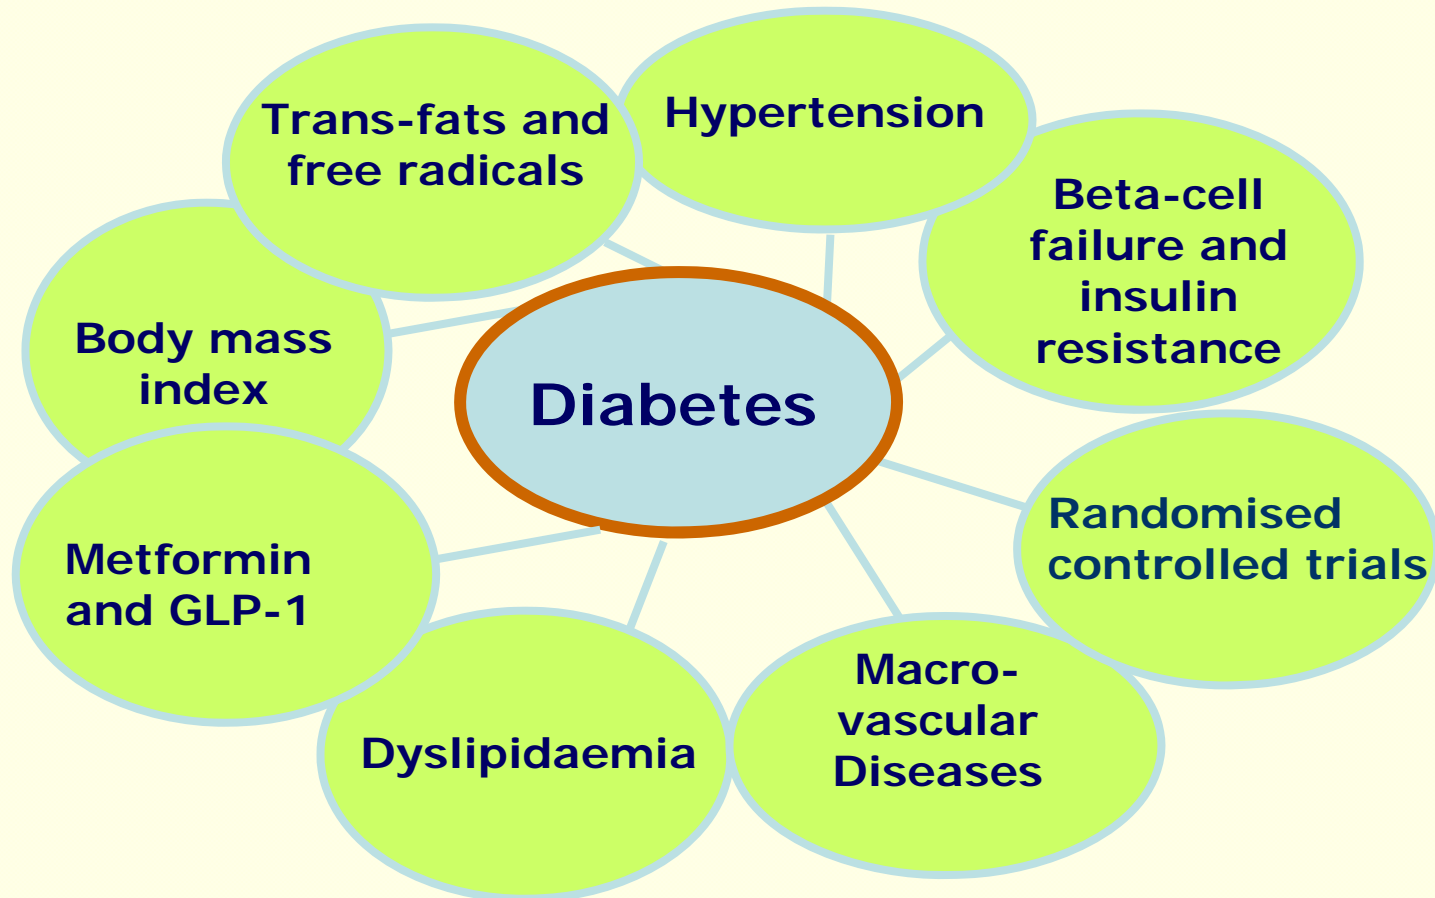 Trans-fats and
free radicals
Hypertension
Beta-cell
failure and
insulin
resistance
Body mass
index
Diabetes
Randomised
controlled trials
Metformin
and GLP-1
Macro-
vascular
Diseases
Dyslipidaemia